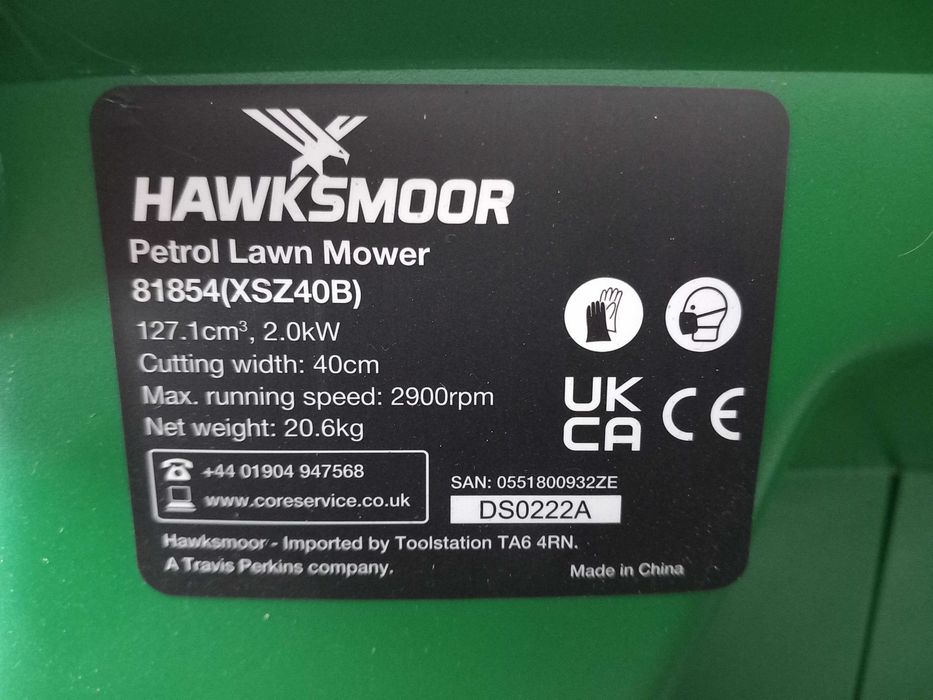 HAWKSMOOR
Petrol Lawn Mower
81854(XSZ40B)
127.1cm³, 2.0kW
Cutting width: 40cm
Max. running speed: 2900rpm
Net weight: 20.6kg
UK
CA CE
+44 01904 947568
www.coreservice.co.uk
SAN: 0551800932ZE
DS0222A
Hawksmoor - Imported by Toolstation TA6 4RN.
A Travis Perkins company.
Made in China